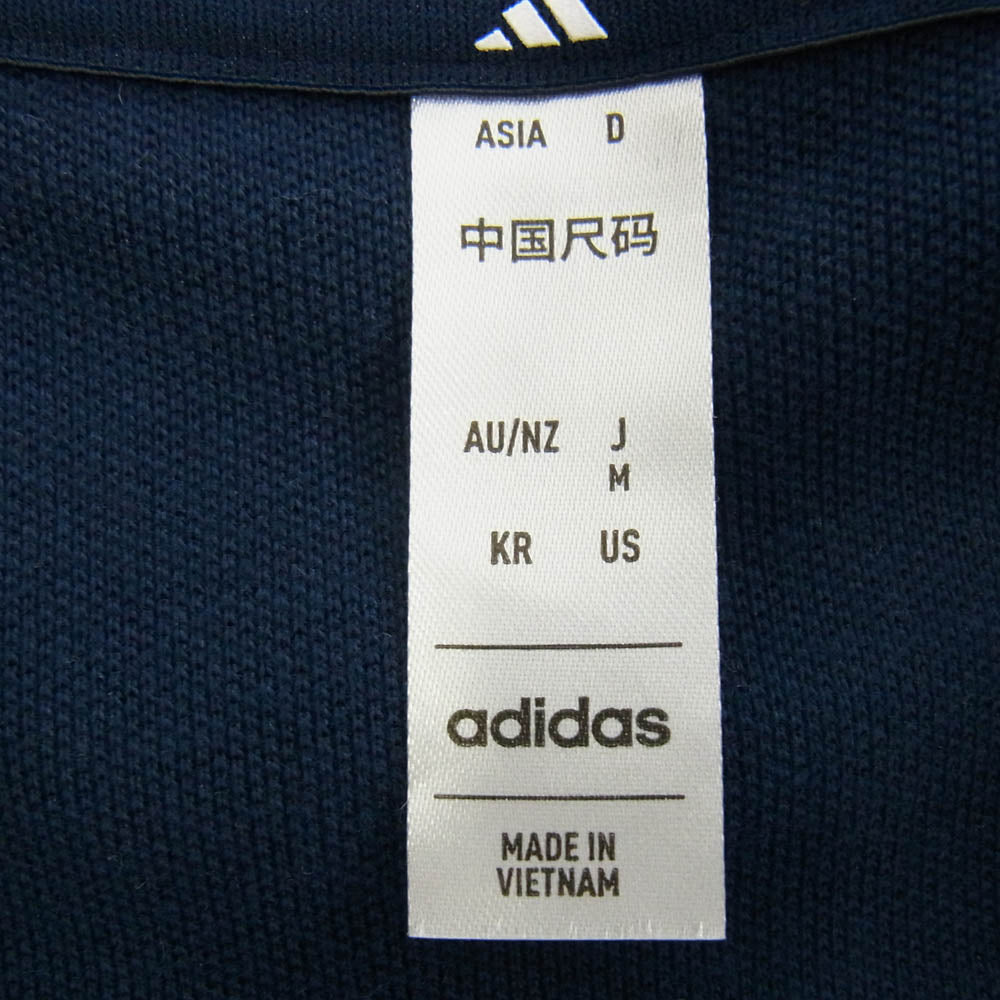 ASIA D
中国尺码
AU/NZ J
M
KR US
adidas
MADE IN
VIETNAM